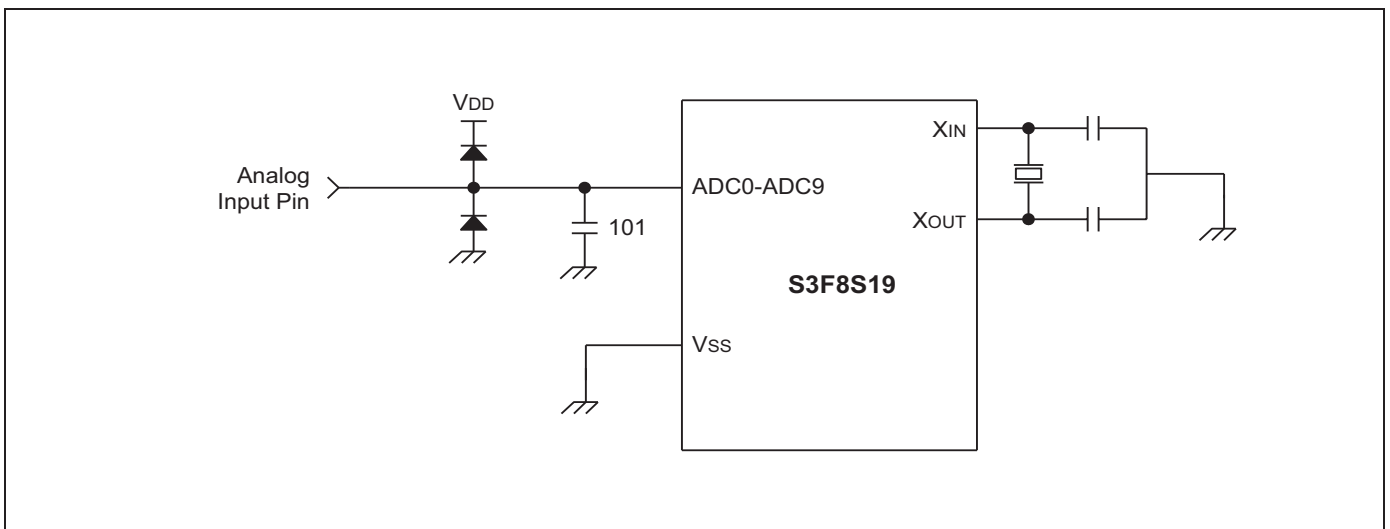 VDD
Analog
Input Pin
ADC0-ADC9
101
VSS
S3F8S19
XIN
XOUT